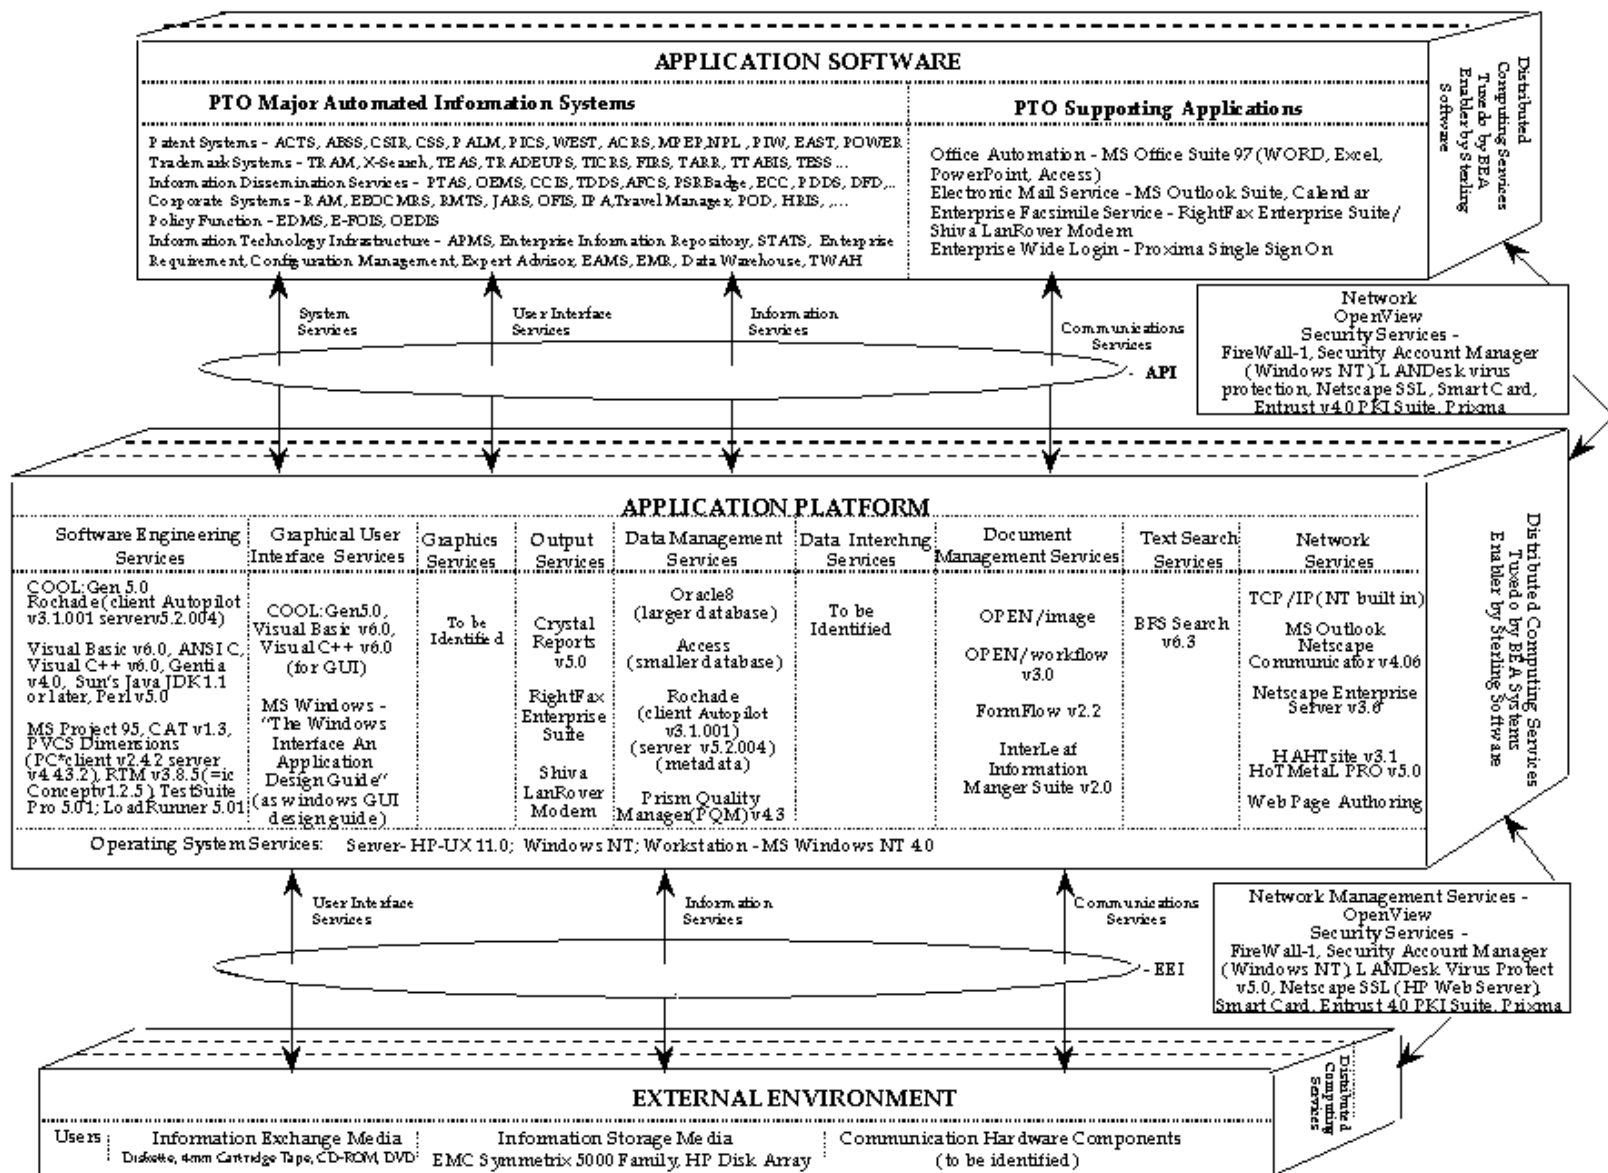 APPLICATION SOFTWARE
PTO Major Automated Information Systems
Patent Systems - ACTS, ABSS, CSIR, CSS, PALM, PICS, WEST, ACRS, MPEP, NPL , PIW, EAST, POWER
Trademark Systems - TRAM, X-Search, TEAS, TRADEUPS, TICRS, FIRS, TARR, TTABIS, TESS ...
Information Dissemination Services - PTAS, OEMS, CCIS, TDDS, AFCS, PSRBadge, ECC, PDDS, DFD,...
Corporate Systems - RAM, EEOCMRS, RMTS, JARS, OFIS, IPA, Travel Manager, POD, HRIS, ,...
Policy Function - EDMS, E-FOIS, OEDIS
Information Technology Infrastructure - APMS, Enterprise Information Repository, STATS, Enterprise
Requirement, Configuration Management, Expert Advisor, EAMS, EMR, Data Warehouse, TWAH
PTO Supporting Applications
Office Automation - MS Office Suite 97 (WORD, Excel,
PowerPoint, Access)
Electronic Mail Service - MS Outlook Suite, Calendar
Enterprise Facsimile Service - RightFax Enterprise Suite/
Shiva LanRover Modem
Enterprise Wide Login - Proxima Single Sign On
Distributed
Computing Services
Tuxedo by BEA
Enabler by Sterling
Software
System
Services
User Interface
Services
Information
Services
Communications
Services
- API
Network
OpenView
Security Services -
FireWall-1, Security Account Manager
(Windows NT) LANDesk virus
protection, Netscape SSL, Smart Card,
Entrust v4.0 PKI Suite, Prixma
APPLICATION PLATFORM
Software Engineering
Services
COOL:Gen 5.0
Rochade (client Autopilot
v3.1.001 server v5.2.004)
Visual Basic v6.0, ANSI C,
Visual C++ v6.0, Gentia
v4.0, Sun's Java JDK 1.1
or later, Perl v5.0
MS Project 95, CAT v1.3,
PVCS Dimensions
(PC*client v2.4.2 server
v4.4.3.2), RTM v3.8.5 (=ic
Concept v1.2.5) TestSuite
Pro 5.01; LoadRunner 5.01
Graphical User
Interface Services
COOL:Gen5.0,
Visual Basic v6.0,
Visual C++ v6.0
(for GUI)
MS Windows -
"The Windows
Interface An
Application
Design Guide"
(as windows GUI
design guide)
Graphics
Services
To be
Identified
Output
Services
Crystal
Reports
v5.0
RightFax
Enterprise
Suite
Shiva
LanRover
Modem
Data Management
Services
Oracle8
(larger database)
Access
(smaller database)
Rochade
(client Autopilot
v3.1.001)
(server v5.2.004)
(metadata)
Prism Quality
Manager(PQM) v4.3
Data Interchng
Services
To be
Identified
Document
Management Services
OPEN/image
OPEN/workflow
v3.0
FormFlow v2.2
InterLeaf
Information
Manger Suite v2.0
Text Search
Services
BRS Search
v6.3
Network
Services
TCP/IP (NT built in)
MS Outlook
Netscape
Communicator v4.06
Netscape Enterprise
Server v3.6
HAHTsite v3.1
HoTMetaL PRO v5.0
Web Page Authoring
Operating System Services: Server- HP-UX 11.0; Windows NT; Workstation - MS Windows NT 4.0
Distributed Computing Services
Tuxedo by BEA Systems
Enabler by Sterling Software
User Interface
Services
Information
Services
Communications
Services
- EEI
Network Management Services -
OpenView
Security Services -
FireWall-1, Security Account Manager
(Windows NT) LANDesk Virus Protect
v5.0, Netscape SSL (HP Web Server)
Smart Card, Entrust 4.0 PKI Suite, Prixma
EXTERNAL ENVIRONMENT
Users
Information Exchange Media
Diskette, 4mm Cartridge Tape, CD-ROM, DVD
Information Storage Media
EMC Symmetrix 5000 Family, HP Disk Array
Communication Hardware Components
(to be identified)
Distributed
Computing
Services